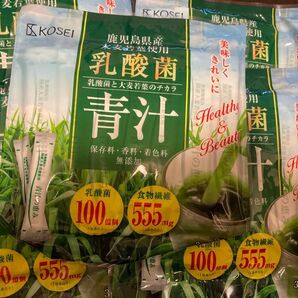 KOSEI
鹿児島県産
大麦若葉使用
乳酸菌
乳酸菌と大麦若葉のチカラ
青汁
保存料・香料・着色料
無添加
美味しく
きれいに
Healthy
&
Beauty
乳酸菌
100億個
食物繊維
555mg